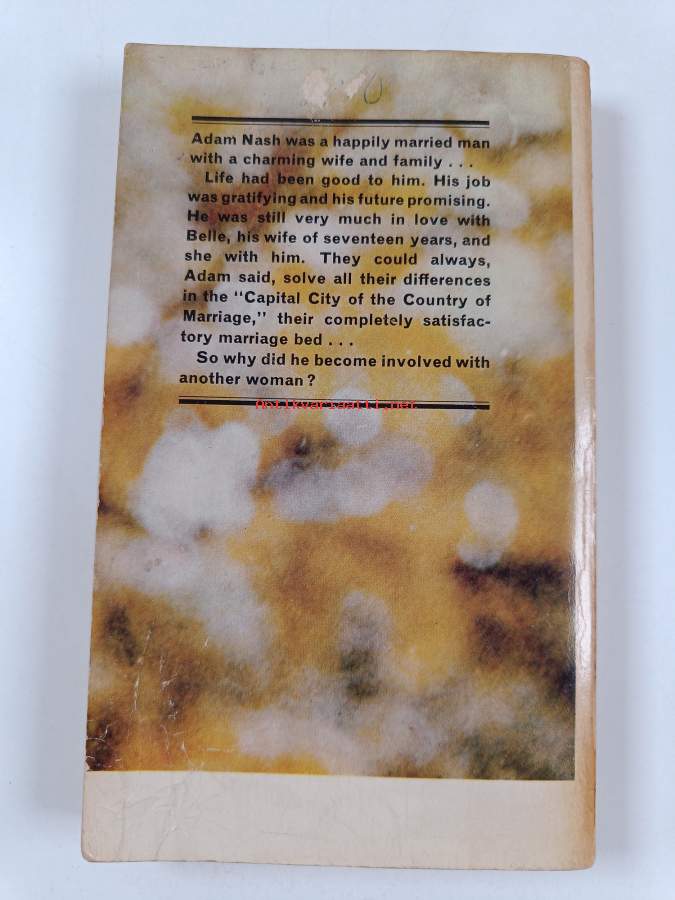 Adam Nash was a happily married man
with a charming wife and family . . .
Life had been good to him. His job
was gratifying and his future promising.
He was still very much in love with
Belle, his wife of seventeen years, and
she with him. They could always,
Adam said, solve all their differences
in the "Capital City of the Country of
Marriage," their completely satisfac-
tory marriage bed . . .
So why did he become involved with
another woman?
Antikvariaatti.net